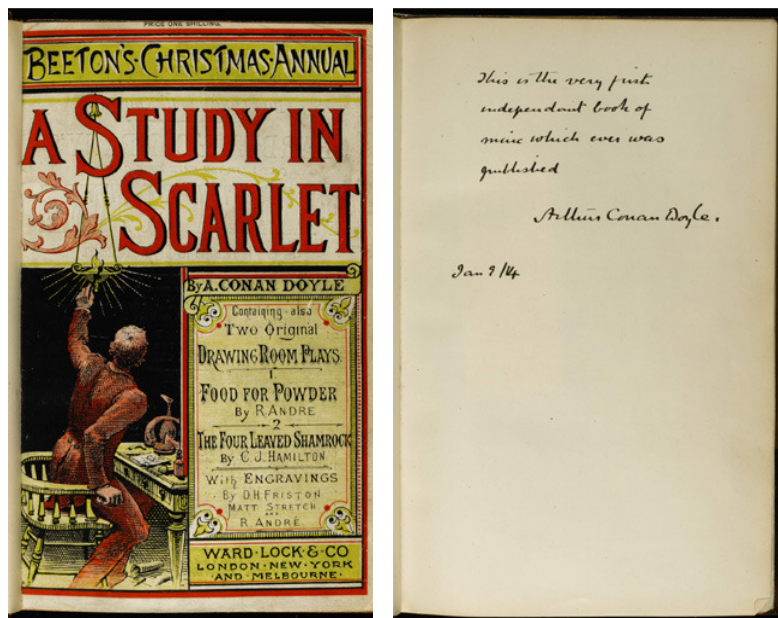 PRICE ONE SHILLING.
BEETON'S·CHRISTMAS·ANNUAL
A STUDY IN
SCARLET
By A. CONAN DOYLE
Containing also
Two Original
DRAWING ROOM PLAYS.
1
FOOD FOR POWDER
By R. ANDRE
2
THE FOUR LEAVED SHAMROCK
By C. J. HAMILTON
With ENGRAVINGS
By D.H. FRISTON
MATT STRETCH
AND
R. ANDRÉ
WARD·LOCK·&·CO
LONDON·NEW·YORK
·AND·MELBOURNE·
This is the very first
independant book of
mine which ever was
published
Arthur Conan Doyle.
Jan 9/14